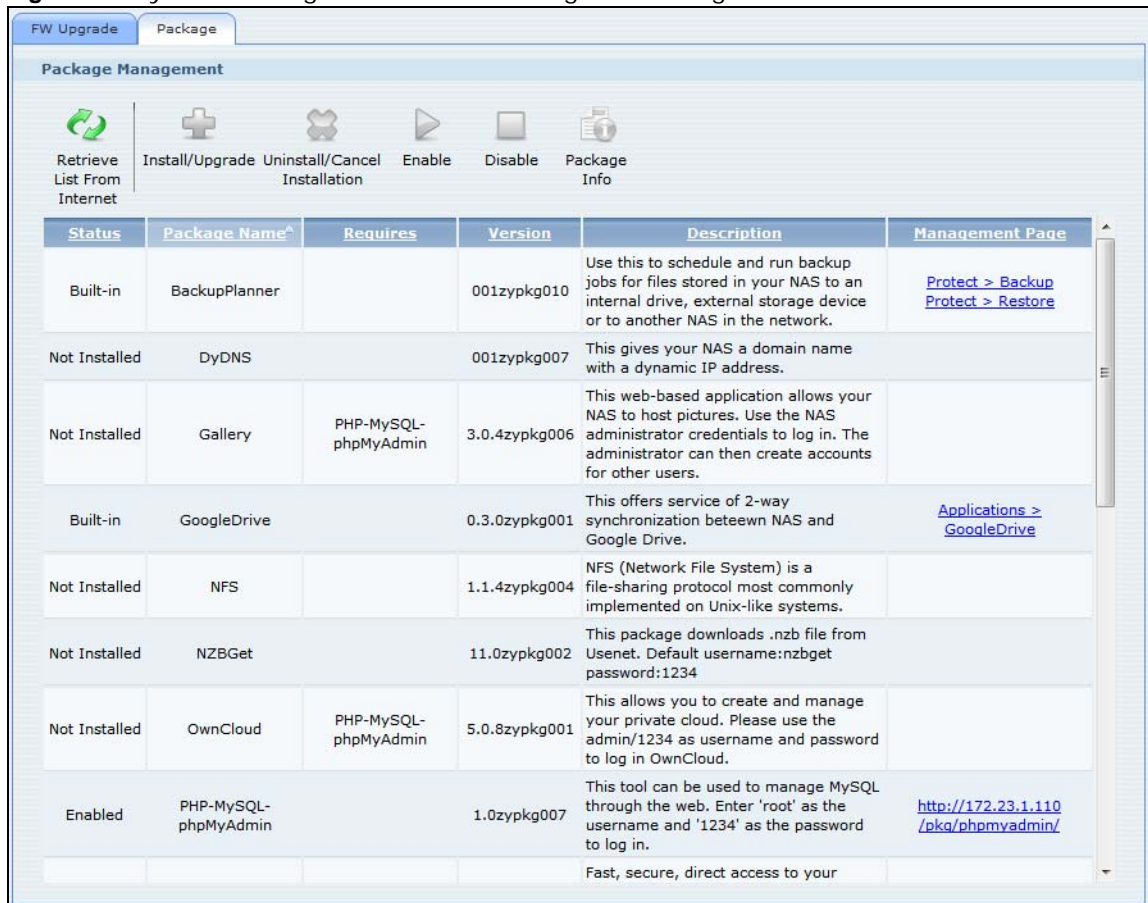 FW Upgrade
Package
Package Management
Retrieve List From Internet
Install/Upgrade
Uninstall/Cancel Installation
Enable
Disable
Package Info
Status Package Name Requires Version Description Management Page
Built-in
BackupPlanner
001zypkg010
Use this to schedule and run backup
jobs for files stored in your NAS to an
internal drive, external storage device
or to another NAS in the network.
Protect > Backup
Protect > Restore
Not Installed
DyDNS
001zypkg007
This gives your NAS a domain name
with a dynamic IP address.
Not Installed
Gallery
PHP-MySQL-
phpMyAdmin
3.0.4zypkg006
This web-based application allows your
NAS to host pictures. Use the NAS
administrator credentials to log in. The
administrator can then create accounts
for other users.
Built-in
GoogleDrive
0.3.0zypkg001
This offers service of 2-way
synchronization beteewn NAS and
Google Drive.
Applications >
GoogleDrive
Not Installed
NFS
1.1.4zypkg004
NFS (Network File System) is a
file-sharing protocol most commonly
implemented on Unix-like systems.
Not Installed
NZBGet
11.0zypkg002
This package downloads .nzb file from
Usenet. Default username:nzbget
password:1234
Not Installed
OwnCloud
PHP-MySQL-
phpMyAdmin
5.0.8zypkg001
This allows you to create and manage
your private cloud. Please use the
admin/1234 as username and password
to log in OwnCloud.
Enabled
PHP-MySQL-
phpMyAdmin
1.0zypkg007
This tool can be used to manage MySQL
through the web. Enter 'root' as the
username and '1234' as the password
to log in.
http://172.23.1.110
/pkg/phpmyadmin/
Fast, secure, direct access to your